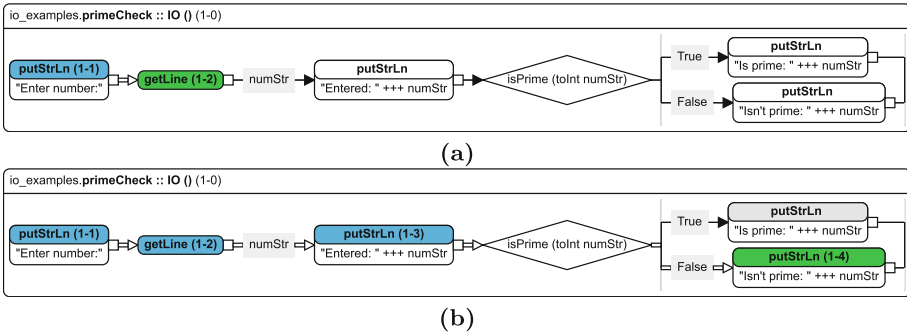 io_examples.primeCheck :: IO () (1-0)
putStrLn (1-1)
"Enter number:"
getLine (1-2)
numStr
putStrLn
"Entered: " +++ numStr
isPrime (toInt numStr)
True
putStrLn
"Is prime: " +++ numStr
False
putStrLn
"Isn't prime: " +++ numStr
(a)
io_examples.primeCheck :: IO () (1-0)
putStrLn (1-1)
"Enter number:"
getLine (1-2)
numStr
putStrLn (1-3)
"Entered: " +++ numStr
isPrime (toInt numStr)
True
putStrLn
"Is prime: " +++ numStr
False
putStrLn (1-4)
"Isn't prime: " +++ numStr
(b)